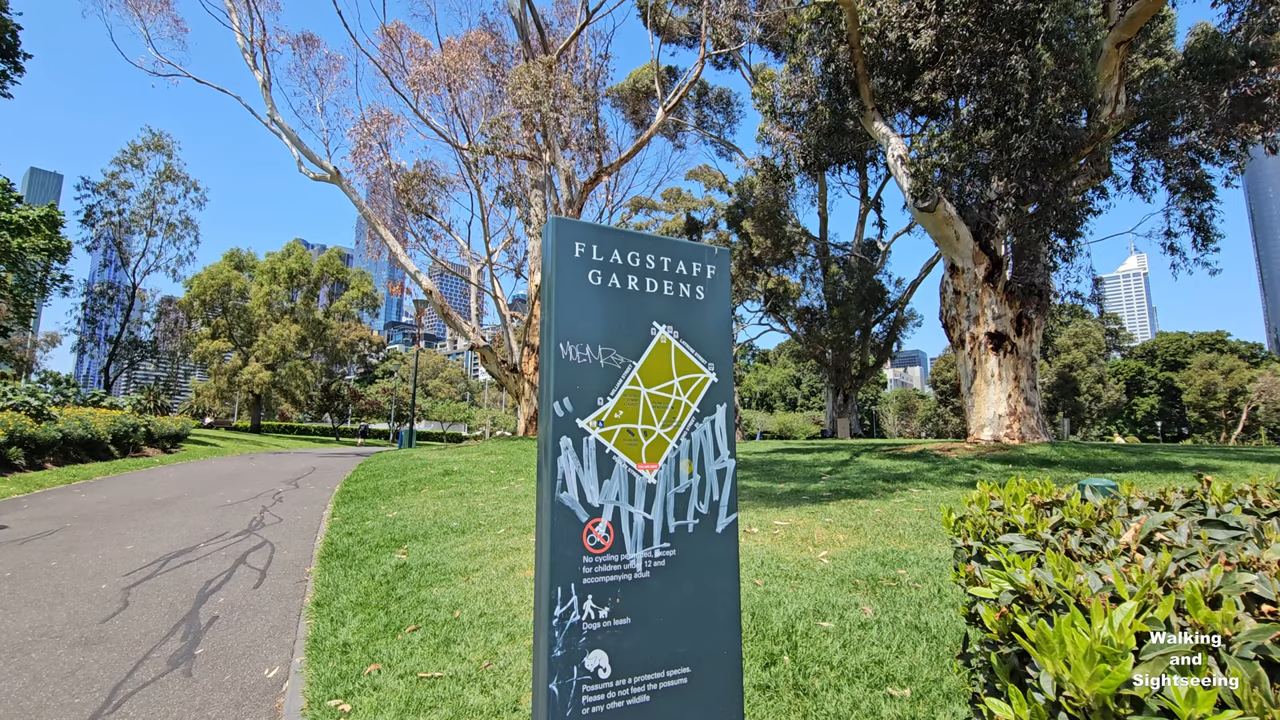 FLAGSTAFF
GARDENS
No cycling permitted, except
for children under 12 and
accompanying adult
Dogs on leash
Possums are a protected species.
Please do not feed the possums
or any other wildlife
Walking
and
Sightseeing